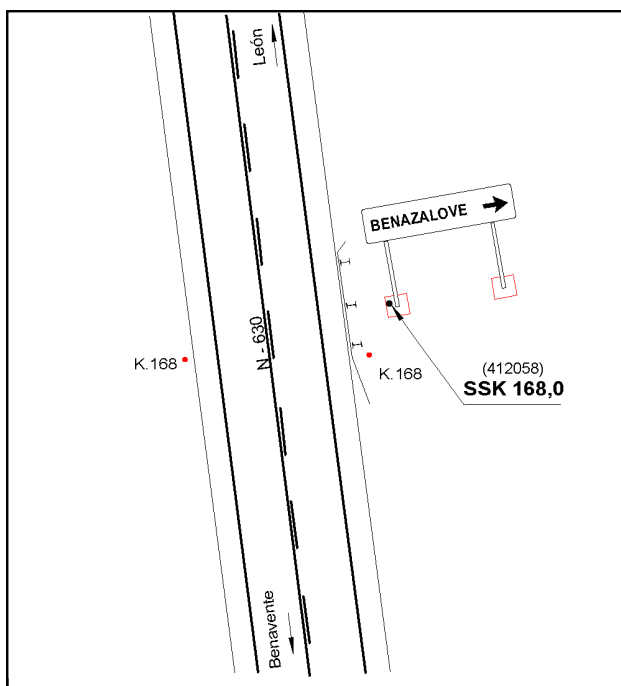 León
BENAZALOVE
N - 630
K.168
K.168
(412058)
SSK 168,0
Benavente